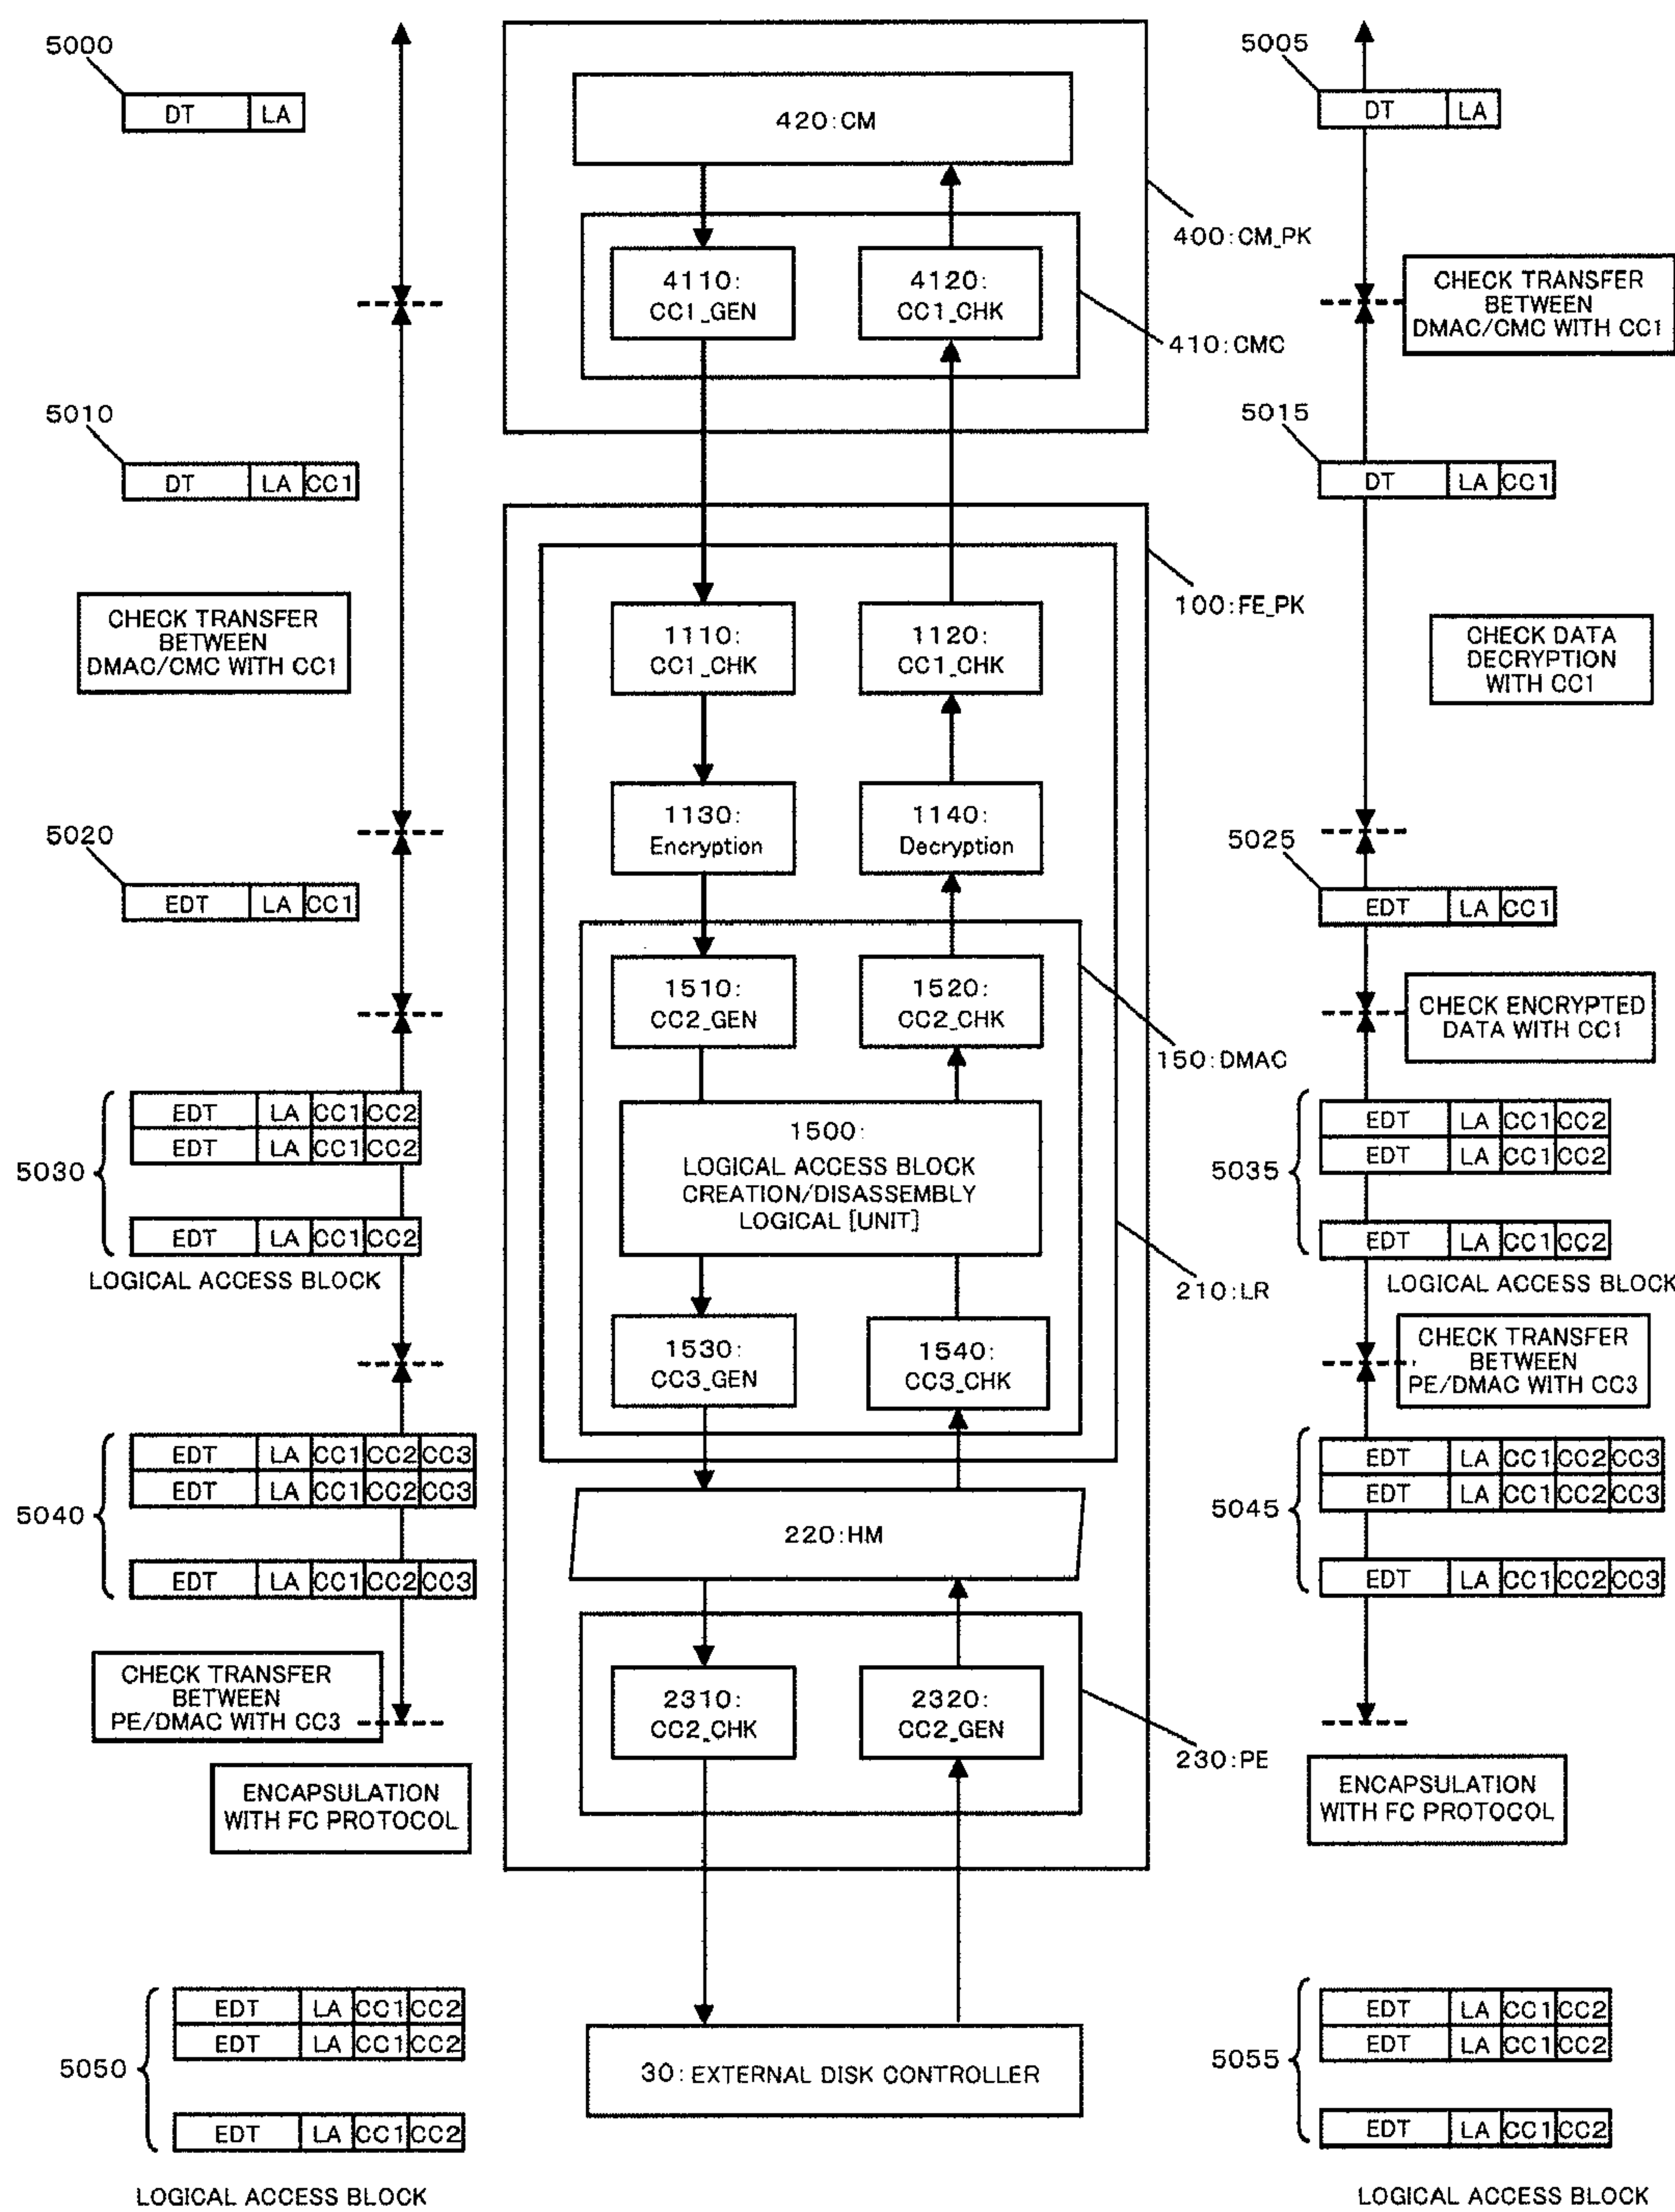 5000
DT LA
5010
DT LA CC1
CHECK TRANSFER
BETWEEN
DMAC/CMC WITH CC1
5020
EDT LA CC1
5030
EDT LA CC1 CC2
EDT LA CC1 CC2
EDT LA CC1 CC2
LOGICAL ACCESS BLOCK
5040
EDT LA CC1 CC2 CC3
EDT LA CC1 CC2 CC3
EDT LA CC1 CC2 CC3
CHECK TRANSFER
BETWEEN
PE/DMAC WITH CC3
ENCAPSULATION
WITH FC PROTOCOL
5050
EDT LA CC1 CC2
EDT LA CC1 CC2
EDT LA CC1 CC2
LOGICAL ACCESS BLOCK
420:CM
4110:
CC1_GEN
4120:
CC1_CHK
400:CM_PK
410:CMC
1110:
CC1_CHK
1120:
CC1_CHK
100:FE_PK
1130:
Encryption
1140:
Decryption
1510:
CC2_GEN
1520:
CC2_CHK
150:DMAC
1500:
LOGICAL ACCESS BLOCK
CREATION/DISASSEMBLY
LOGICAL [UNIT]
210:LR
1530:
CC3_GEN
1540:
CC3_CHK
220:HM
2310:
CC2_CHK
2320:
CC2_GEN
230:PE
30:EXTERNAL DISK CONTROLLER
5005
DT LA
CHECK TRANSFER
BETWEEN
DMAC/CMC WITH CC1
5015
DT LA CC1
CHECK DATA
DECRYPTION
WITH CC1
5025
EDT LA CC1
CHECK ENCRYPTED
DATA WITH CC1
5035
EDT LA CC1 CC2
EDT LA CC1 CC2
EDT LA CC1 CC2
LOGICAL ACCESS BLOCK
CHECK TRANSFER
BETWEEN
PE/DMAC WITH CC3
5045
EDT LA CC1 CC2 CC3
EDT LA CC1 CC2 CC3
EDT LA CC1 CC2 CC3
ENCAPSULATION
WITH FC PROTOCOL
5055
EDT LA CC1 CC2
EDT LA CC1 CC2
EDT LA CC1 CC2
LOGICAL ACCESS BLOCK